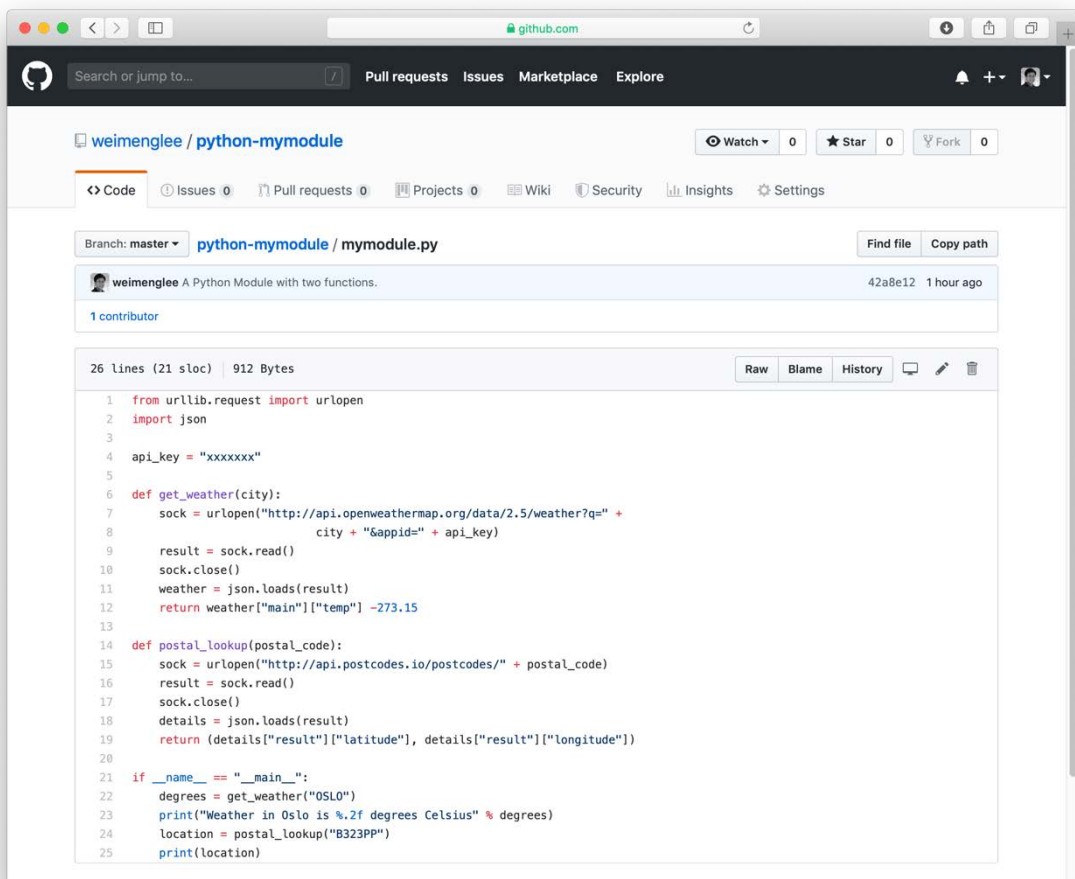 github.com
Search or jump to... / Pull requests Issues Marketplace Explore
weimenglee / python-mymodule Watch 0 Star 0 Fork 0
<> Code Issues 0 Pull requests 0 Projects 0 Wiki Security Insights Settings
Branch: master python-mymodule / mymodule.py Find file Copy path
weimenglee A Python Module with two functions. 42a8e12 1 hour ago
1 contributor
26 lines (21 sloc) 912 Bytes Raw Blame History
1 from urllib.request import urlopen
2 import json
3
4 api_key = "xxxxxxx"
5
6 def get_weather(city):
7     sock = urlopen("http://api.openweathermap.org/data/2.5/weather?q=" +
8                    city + "&appid=" + api_key)
9     result = sock.read()
10     sock.close()
11     weather = json.loads(result)
12     return weather["main"]["temp"] -273.15
13
14 def postal_lookup(postal_code):
15     sock = urlopen("http://api.postcodes.io/postcodes/" + postal_code)
16     result = sock.read()
17     sock.close()
18     details = json.loads(result)
19     return (details["result"]["latitude"], details["result"]["longitude"])
20
21 if __name__ == "__main__":
22     degrees = get_weather("OSLO")
23     print("Weather in Oslo is %.2f degrees Celsius" % degrees)
24     location = postal_lookup("B323PP")
25     print(location)